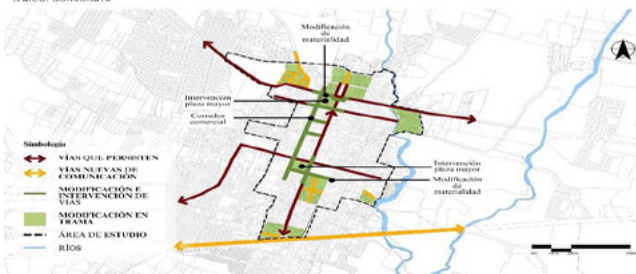 Modificación
de
materialidad
Intervención
plaza mayor
Corredor
comercial
Intervención
plaza mayor
Modificación
de
materialidad
Simbología
VÍAS QUE PERSISTEN
VÍAS NUEVAS DE
COMUNICACIÓN
MODIFICACIÓN E
INTERVENCIÓN DE
VÍAS
MODIFICACIÓN EN
TRAMA
ÁREA DE ESTUDIO
RÍOS